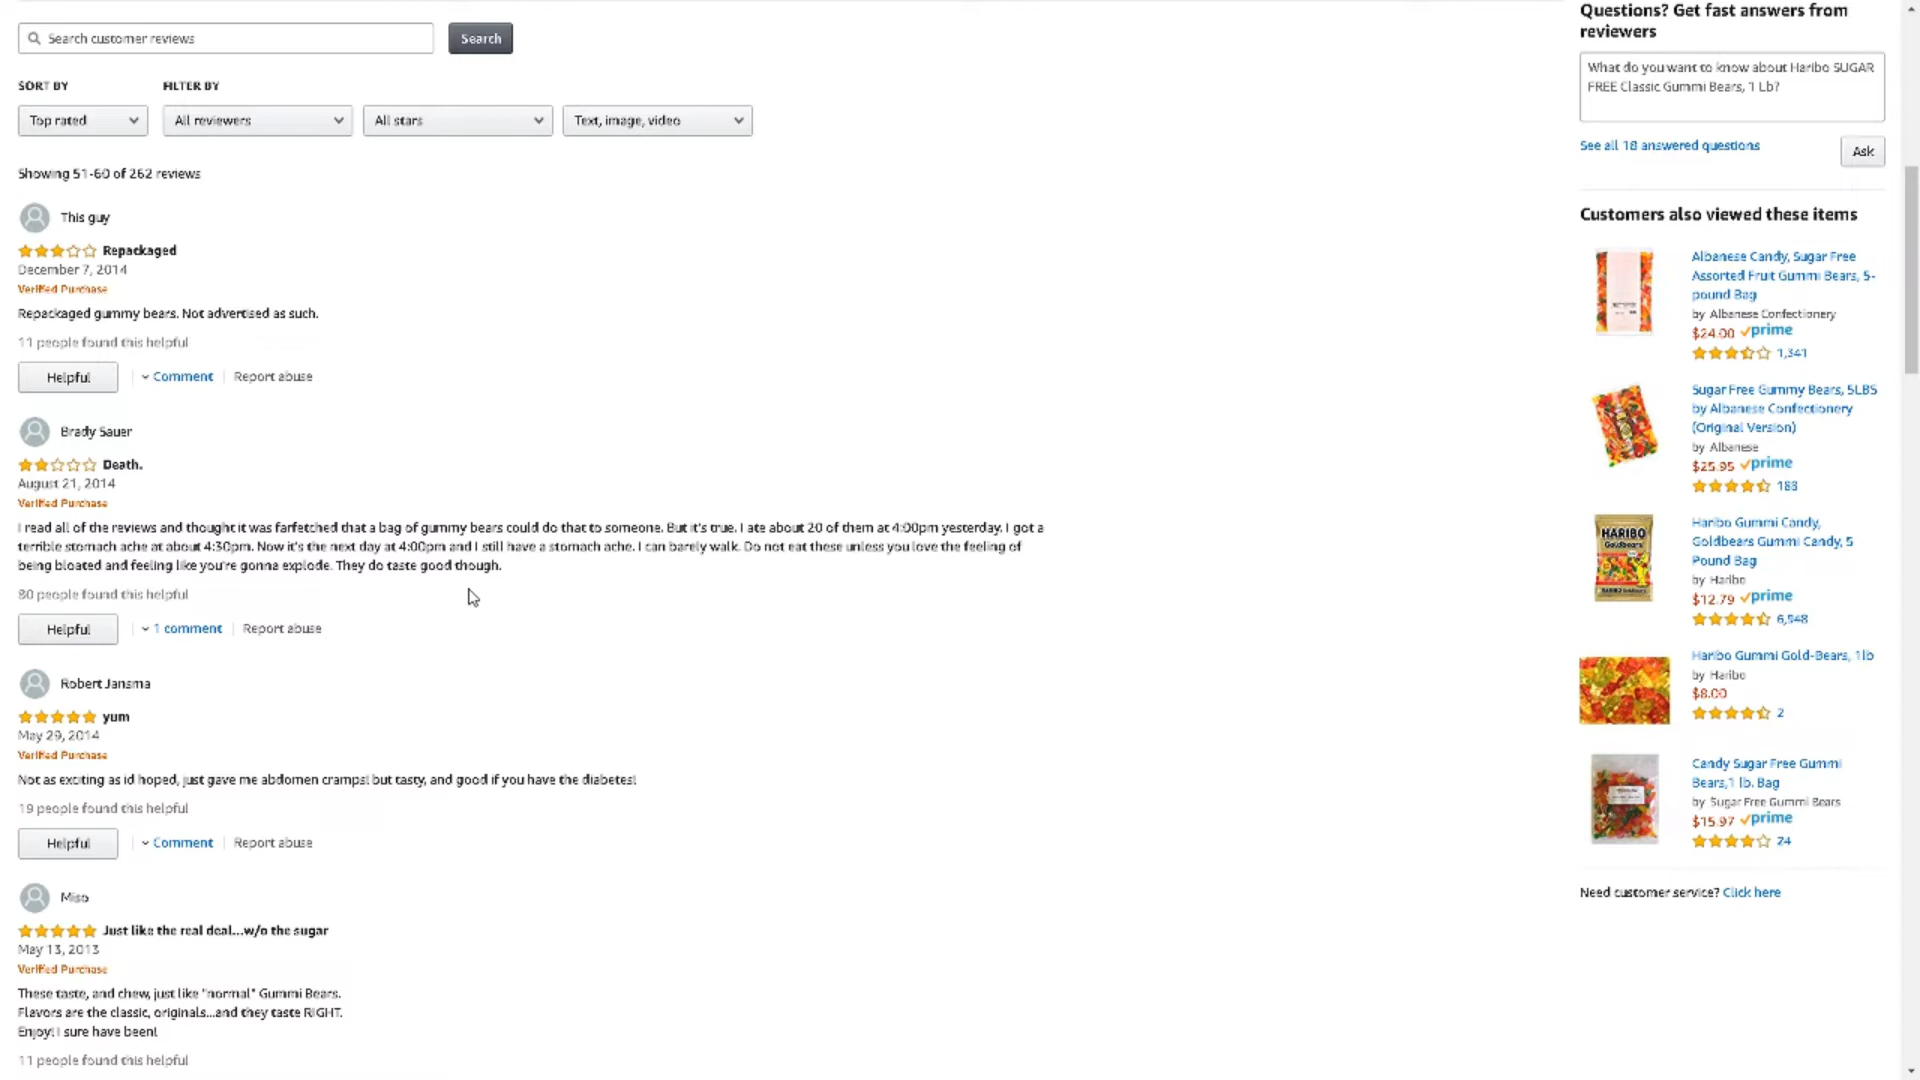 Search customer reviews
Search
SORT BY
FILTER BY
Top rated
All reviewers
All stars
Text, image, video
Showing 51-60 of 262 reviews
This guy
Repackaged
December 7, 2014
Verified Purchase
Repackaged gummy bears. Not advertised as such.
11 people found this helpful
Helpful
Comment
Report abuse
Brady Sauer
Death.
August 21, 2014
Verified Purchase
I read all of the reviews and thought it was farfetched that a bag of gummy bears could do that to someone. But it's true. I ate about 20 of them at 4:00pm yesterday. I got a
terrible stomach ache at about 4:30pm. Now it's the next day at 4:00pm and I still have a stomach ache. I can barely walk. Do not eat these unless you love the feeling of
being bloated and feeling like you're gonna explode. They do taste good though.
80 people found this helpful
Helpful
1 comment
Report abuse
Robert Jansma
yum
May 29, 2014
Verified Purchase
Not as exciting as id hoped, just gave me abdomen cramps! but tasty, and good if you have the diabetes!
19 people found this helpful
Helpful
Comment
Report abuse
Miso
Just like the real deal...w/o the sugar
May 13, 2013
Verified Purchase
These taste, and chew, just like "normal" Gummi Bears.
Flavors are the classic, originals...and they taste RIGHT.
Enjoy! I sure have been!
11 people found this helpful
Questions? Get fast answers from
reviewers
What do you want to know about Haribo SUGAR
FREE Classic Gummi Bears, 1 Lb?
See all 18 answered questions
Ask
Customers also viewed these items
Albanese Candy, Sugar Free
Assorted Fruit Gummi Bears, 5-
pound Bag
by Albanese Confectionery
$24.00 prime
1,341
Sugar Free Gummy Bears, 5LBS
by Albanese Confectionery
(Original Version)
by Albanese
$25.95 prime
188
HARIBO
Goldbears
Haribo Gummi Candy,
Goldbears Gummi Candy, 5
Pound Bag
by Haribo
$12.79 prime
6,948
Haribo Gummi Gold-Bears, 1lb
by Haribo
$8.00
2
Candy Sugar Free Gummi
Bears,1 lb. Bag
by Sugar Free Gummi Bears
$15.97 prime
24
Need customer service? Click here